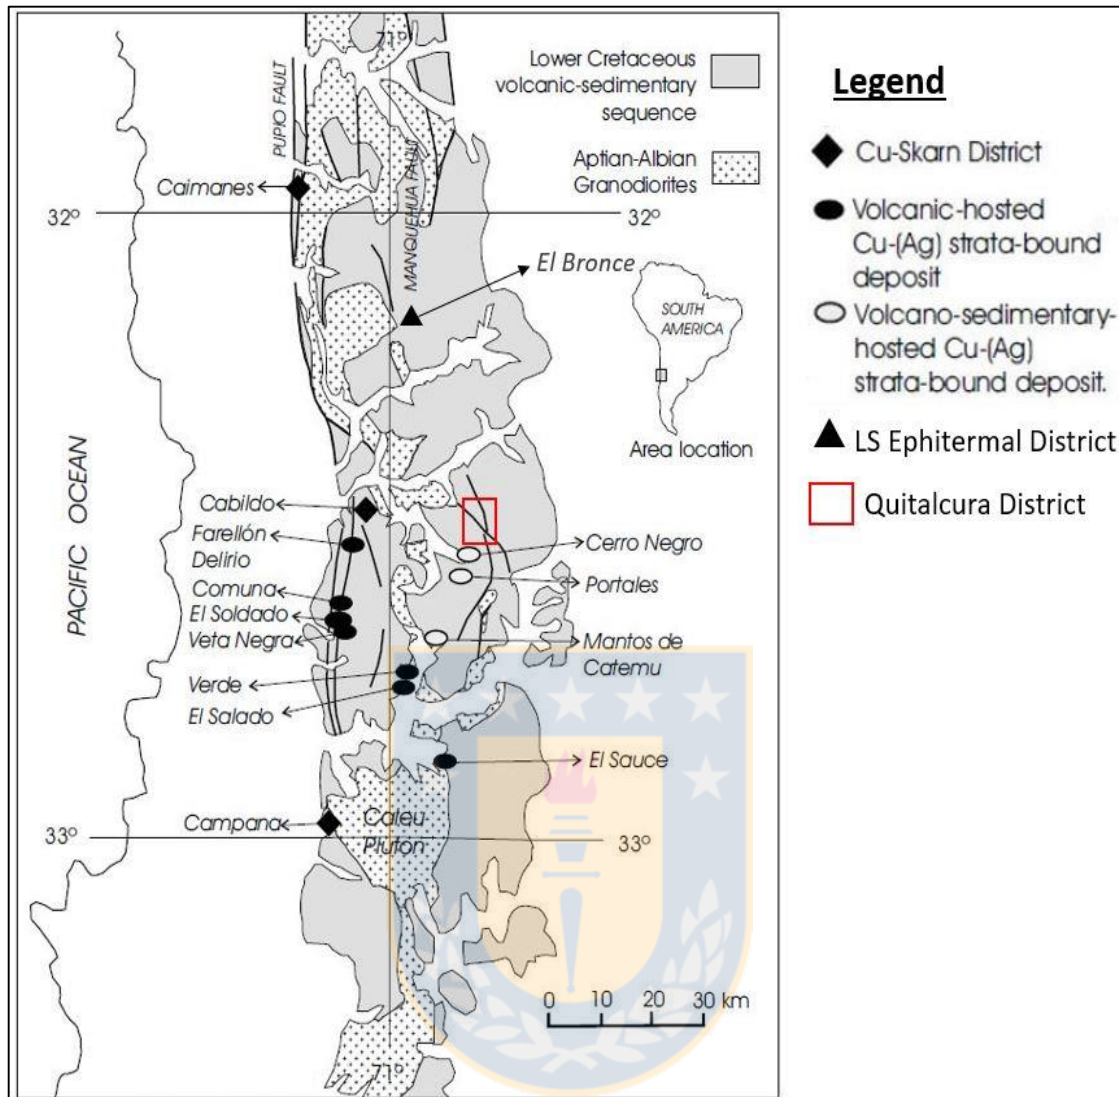 71°
Lower Cretaceous
volcanic-sedimentary
sequence
PUPIO FAULT
MANQUEHUA FAULT
Aptian-Albian
Granodiorites
Caimanes
32°
32°
El Bronce
SOUTH
AMERICA
Area location
PACIFIC OCEAN
Cabildo
Farellón
Delirio
Comuna
El Soldado
Veta Negra
Verde
El Salado
Cerro Negro
Portales
Mantos de
Catemu
El Sauce
Campana
Caleu
Pluton
33°
33°
0 10 20 30 km
71°
Legend
Cu-Skarn District
Volcanic-hosted
Cu-(Ag) strata-bound
deposit
Volcano-sedimentary-
hosted Cu-(Ag)
strata-bound deposit.
LS Ephitermal District
Quitalcura District